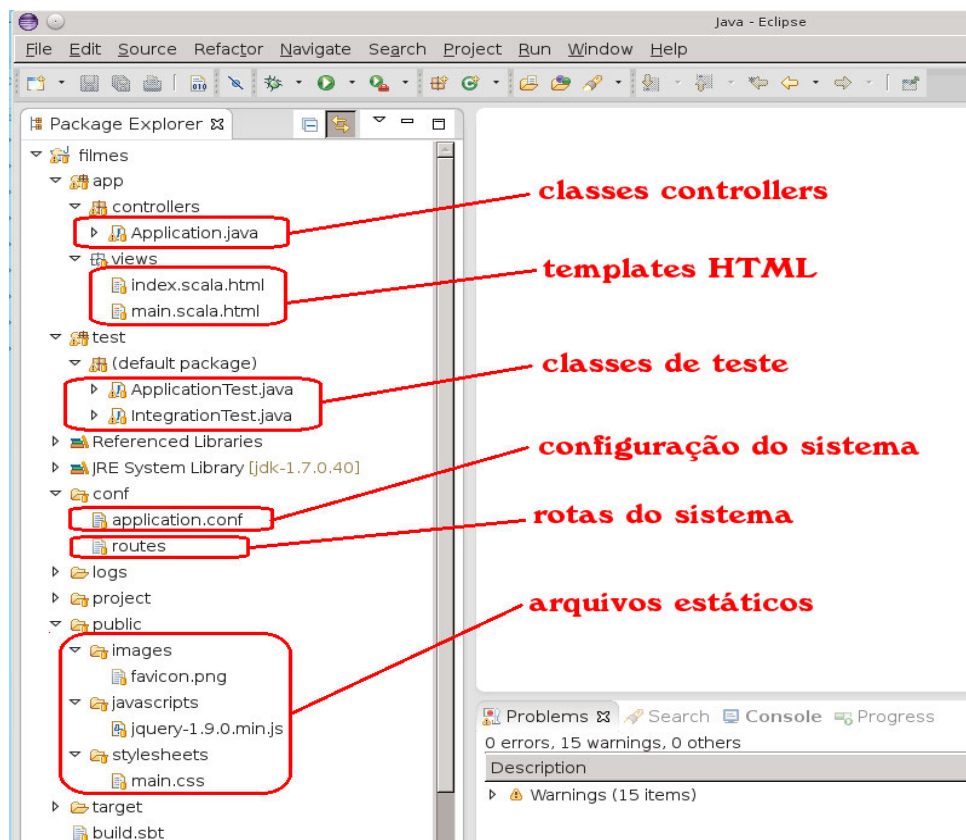 Java - Eclipse
File Edit Source Refactor Navigate Search Project Run Window Help
010
Package Explorer
filmes
app
controllers
classes controllers
Application.java
views
templates HTML
index.scala.html
main.scala.html
test
(default package)
classes de teste
ApplicationTest.java
IntegrationTest.java
Referenced Libraries
configuração do sistema
JRE System Library [jdk-1.7.0.40]
conf
application.conf
rotas do sistema
routes
logs
project
arquivos estáticos
public
images
favicon.png
javascripts
jquery-1.9.0.min.js
stylesheets
main.css
target
build.sbt
Problems Search Console Progress
0 errors, 15 warnings, 0 others
Description
Warnings (15 items)